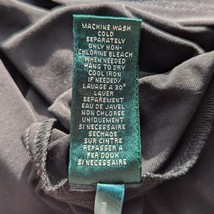 MACHINE WASH
COLD
SEPARATELY
ONLY NON-
CHLORINE BLEACH
WHEN NEEDED
HANG TO DRY
COOL IRON
IF NEEDED/
LAVAGE A 30°
LAVER
SEPAREMENT
EAU DE JAVEL
NON CHLOREE
UNIQUEMENT
SI NECESSAIRE
SECHAGE
SUR CINTRE
REPASSER A
FER DOUX
SI NECESSAIRE